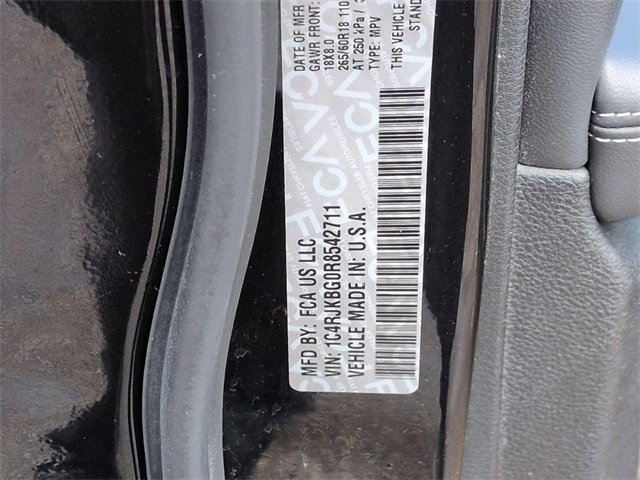 DATE OF MFR
GAWR FRONT:
18X8.0
265/60R18 110
AT 250 kPa /
TYPE: MPV
THIS VEHICLE
STAND
MFD BY: FCA US LLC
VIN: 1C4RJKBG0R8542711
VEHICLE MADE IN: U.S.A.